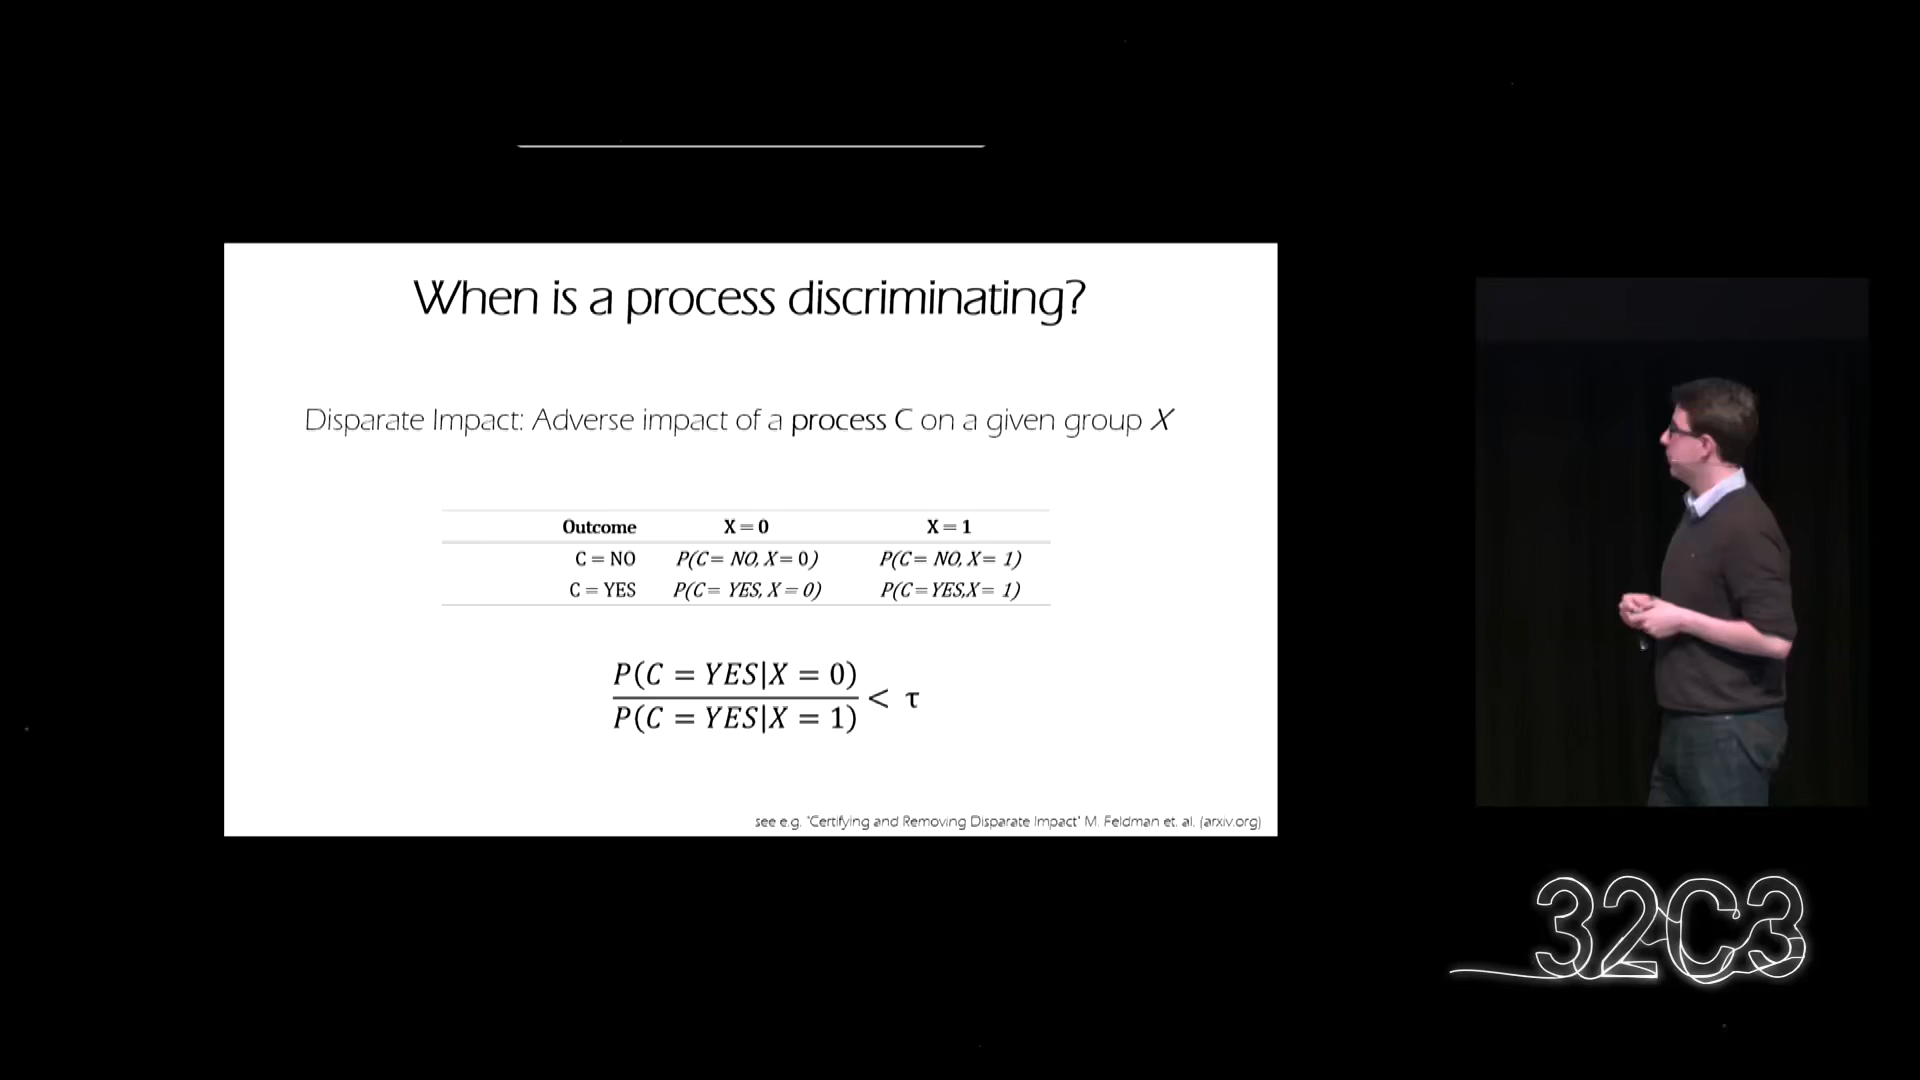 When is a process discriminating?
Disparate Impact: Adverse impact of a process C on a given group X
Outcome X = 0 X = 1
C = NO P(C= NO, X= 0) P(C= NO, X= 1)
C = YES P(C= YES, X = 0) P(C=YES,X= 1)
P(C = YES|X = 0)
P(C = YES|X = 1) < τ
see e.g. "Certifying and Removing Disparate Impact" M. Feldman et. al. (arxiv.org)
32C3